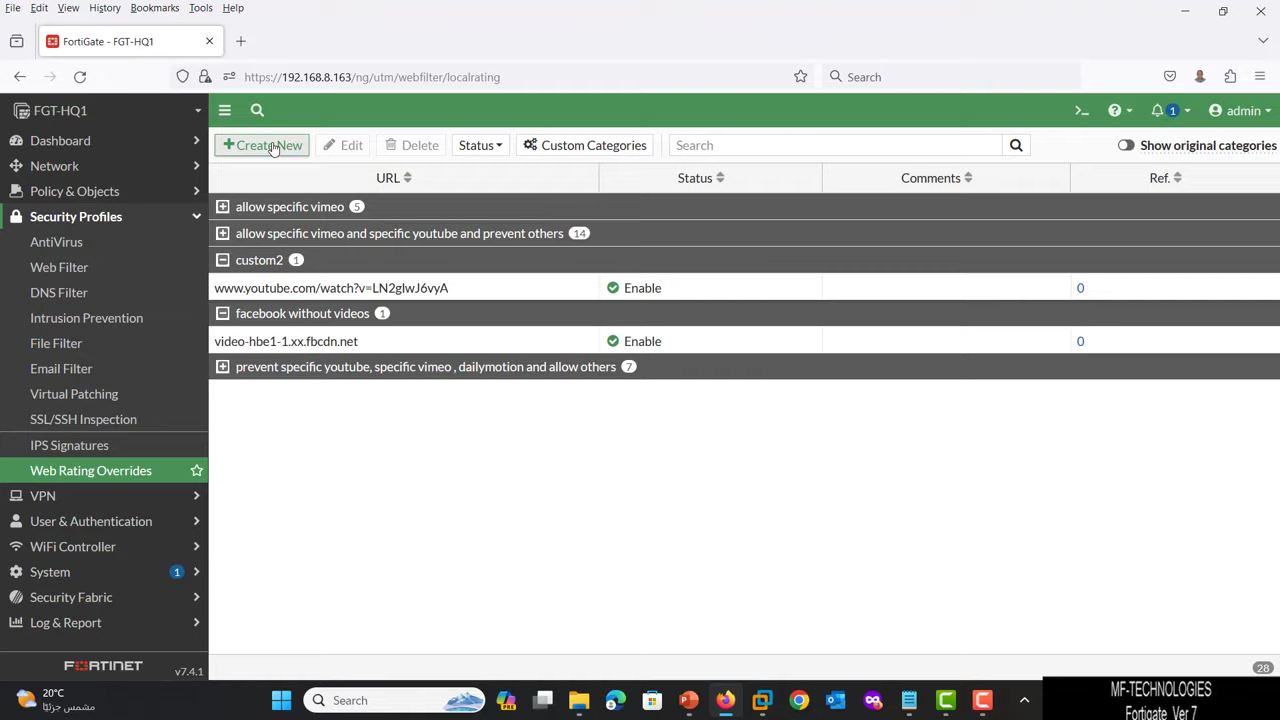 File Edit View History Bookmarks Tools Help
FortiGate - FGT-HQ1
https://192.168.8.163/ng/utm/webfilter/localrating
Search
FGT-HQ1
1
admin
Dashboard
Network
Policy & Objects
Security Profiles
AntiVirus
Web Filter
DNS Filter
Intrusion Prevention
File Filter
Email Filter
Virtual Patching
SSL/SSH Inspection
IPS Signatures
Web Rating Overrides
VPN
User & Authentication
WiFi Controller
System 1
Security Fabric
Log & Report
FORTINET v7.4.1
Create New Edit Delete Status Custom Categories Search Show original categories
URL Status Comments Ref.
allow specific vimeo 5
allow specific vimeo and specific youtube and prevent others 14
custom2 1
www.youtube.com/watch?v=LN2glwJ6vyA Enable 0
facebook without videos 1
video-hbe1-1.xx.fbcdn.net Enable 0
prevent specific youtube, specific vimeo , dailymotion and allow others 7
28
20°C
مشمس جزئيًا
Search
MF-TECHNOLOGIES
Fortigate Ver 7